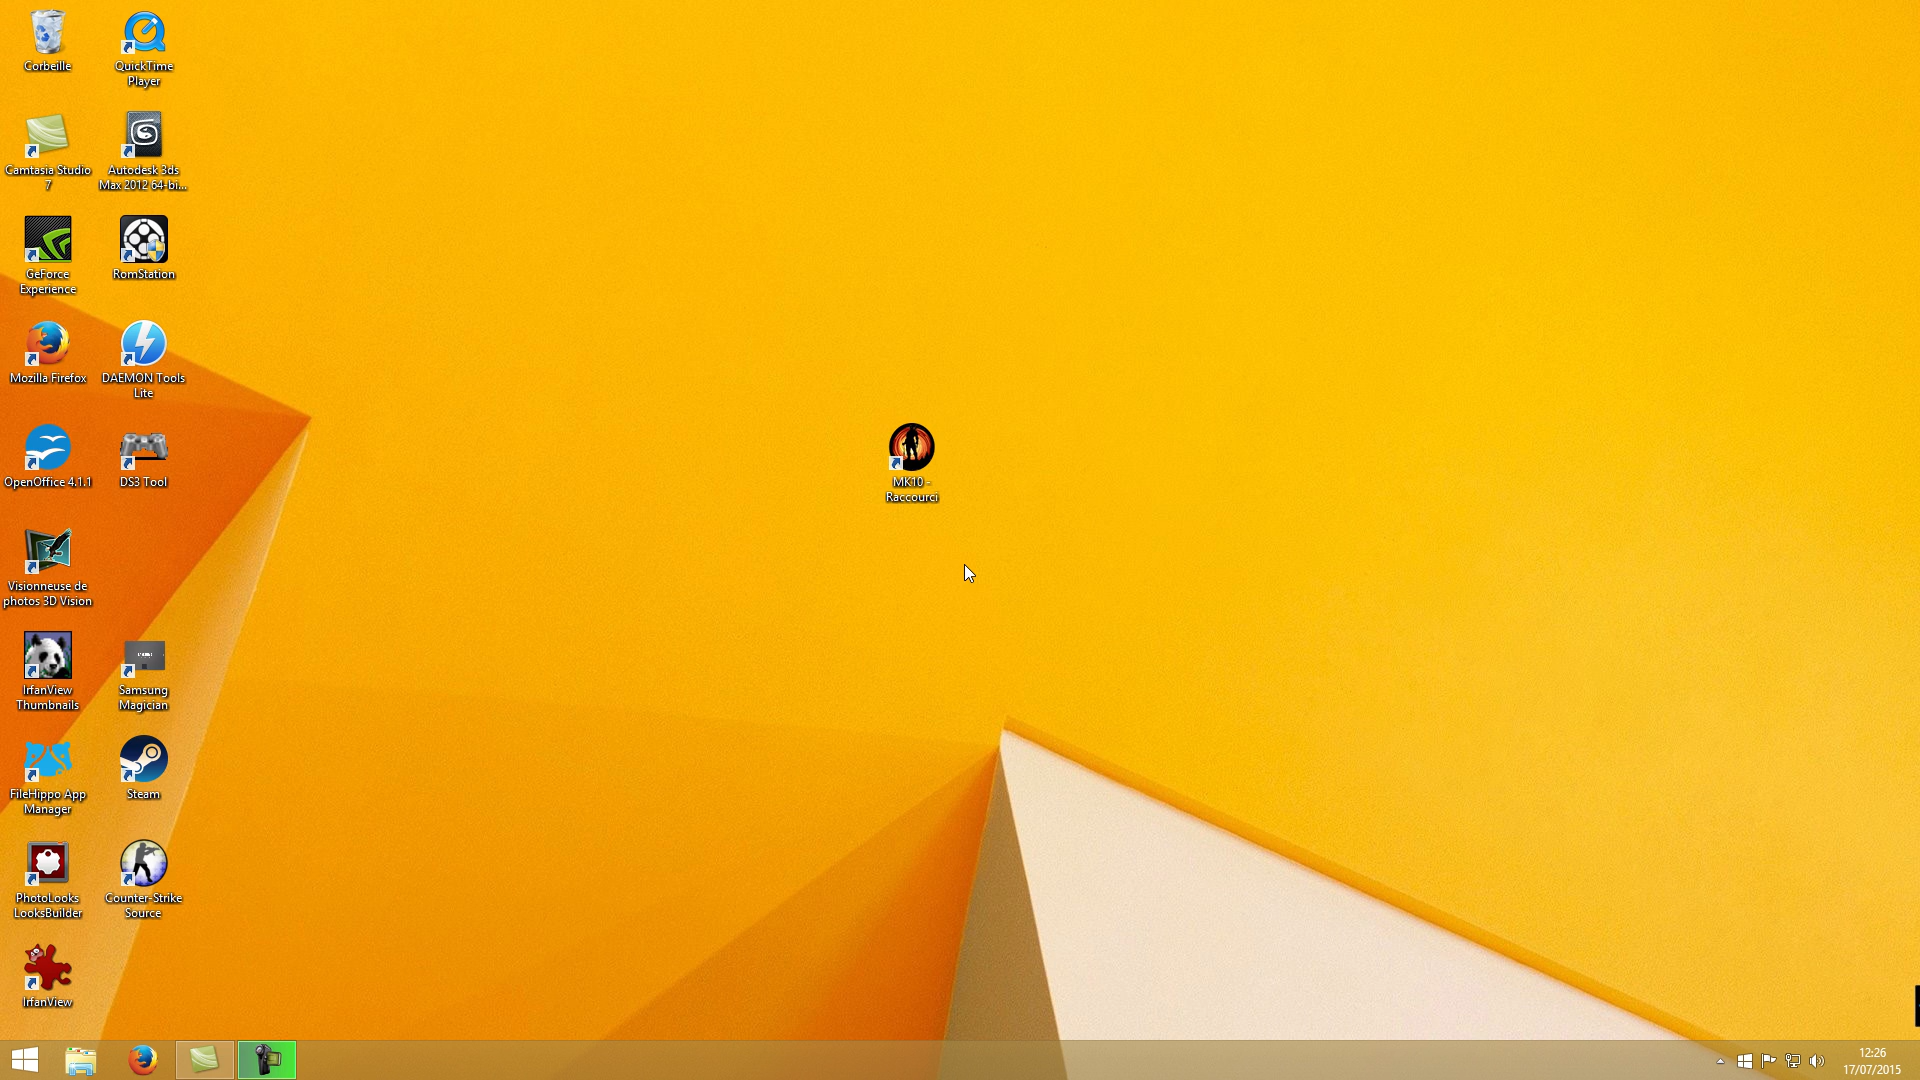 Corbeille
QuickTime
Player
Camtasia Studio
7
Autodesk 3ds
Max 2012 64-bi...
GeForce
Experience
RomStation
Mozilla Firefox
DAEMON Tools
Lite
OpenOffice 4.1.1
DS3 Tool
MK10 -
Raccourci
Visionneuse de
photos 3D Vision
IrfanView
Thumbnails
Samsung
Magician
FileHippo App
Manager
Steam
PhotoLooks
LooksBuilder
Counter-Strike
Source
IrfanView
12:26
17/07/2015